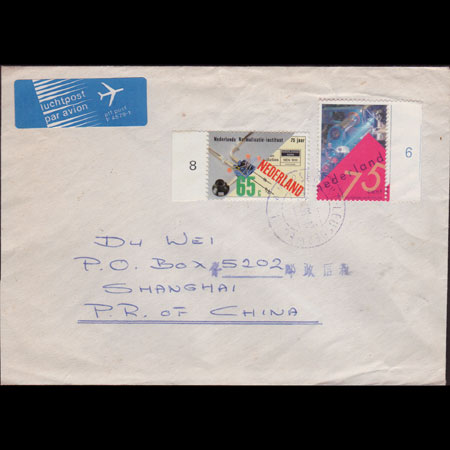 luchtpost
par avion
Nederlands Normalisatie-instituut 75 jaar
NEDERLAND
65 c
8
nederland
75
6
DU WEI
P.O. BOX 5202
SHANGHAI
P.R. OF CHINA